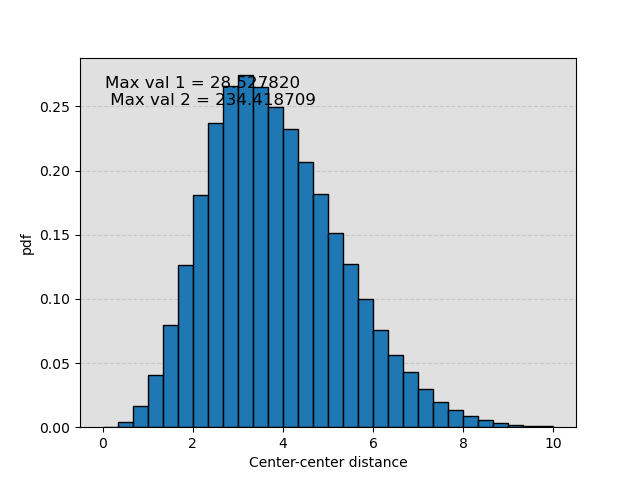 Max val 1 = 28.527820
Max val 2 = 234.418709
0.25
0.20
0.15
0.10
0.05
0.00
pdf
0 2 4 6 8 10
Center-center distance